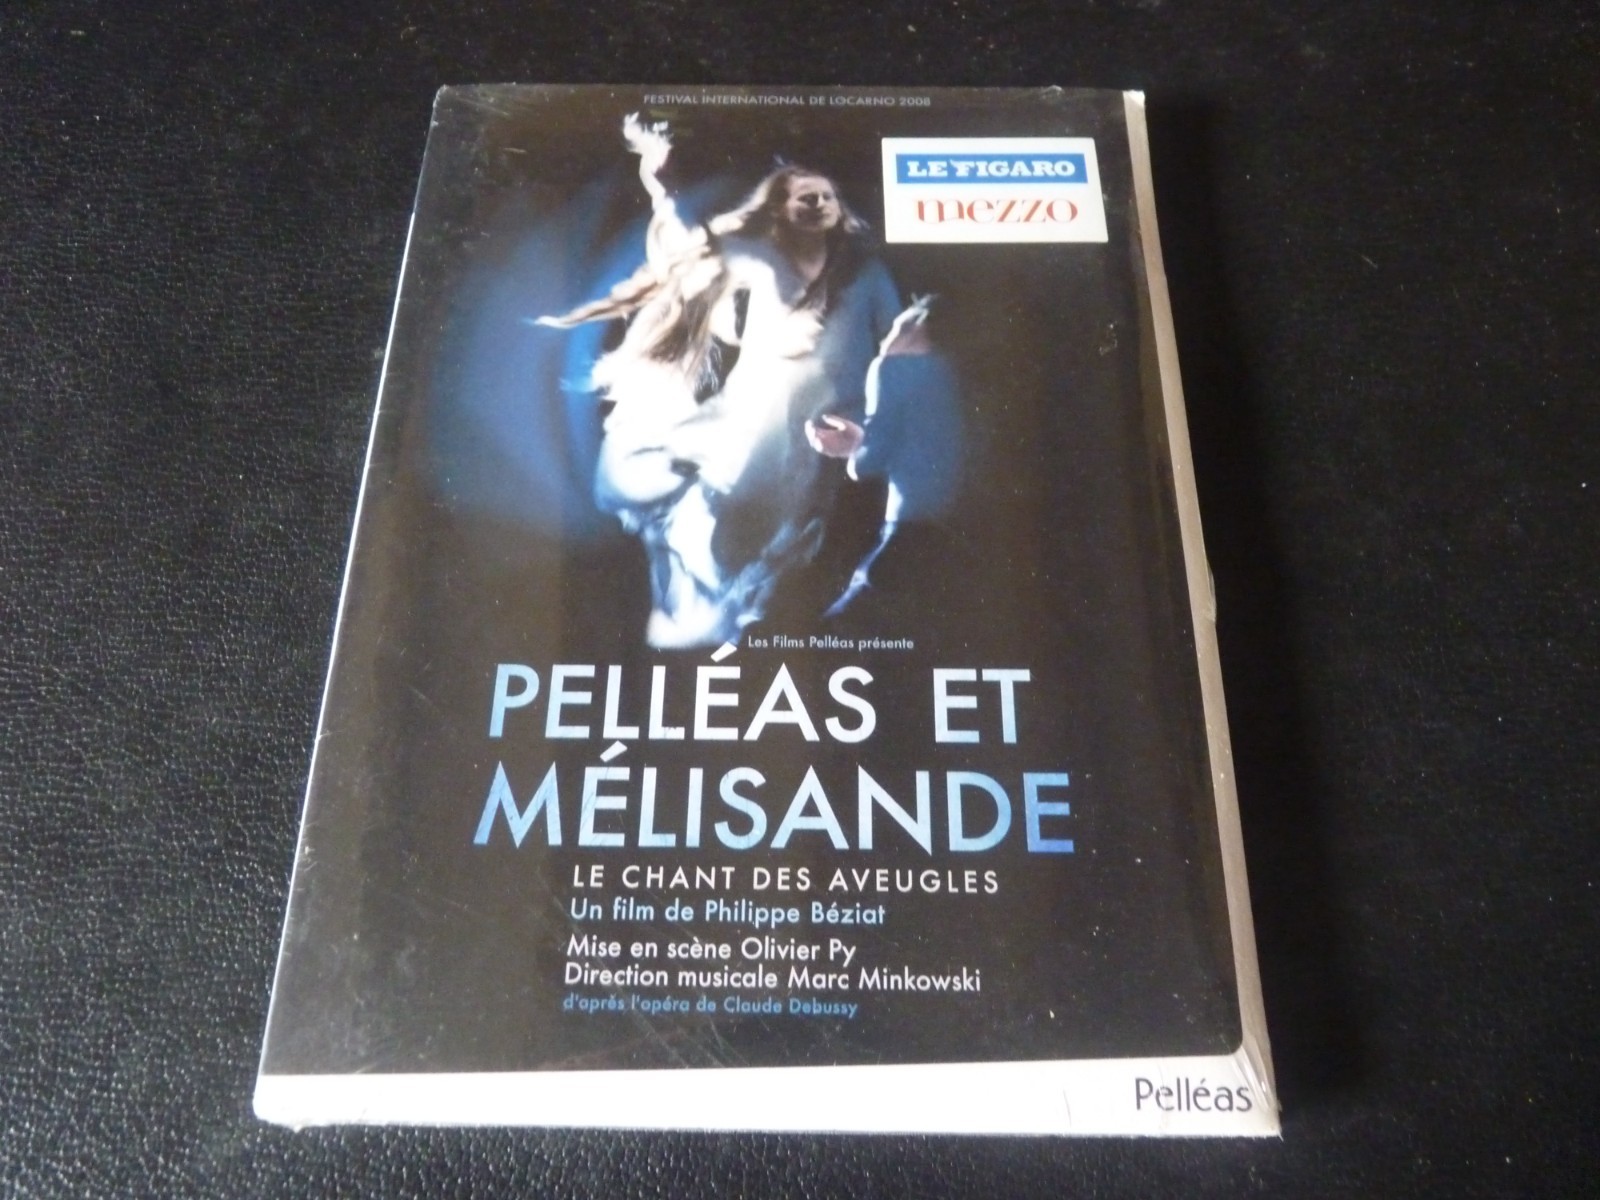 FESTIVAL INTERNATIONAL DE LOCARNO 2008
LE FIGARO
mezzo
Les Films Pelléas présente
PELLÉAS ET
MÉLISANDE
LE CHANT DES AVEUGLES
Un film de Philippe Béziat
Mise en scène Olivier Py
Direction musicale Marc Minkowski
d'après l'opéra de Claude Debussy
Pelléas